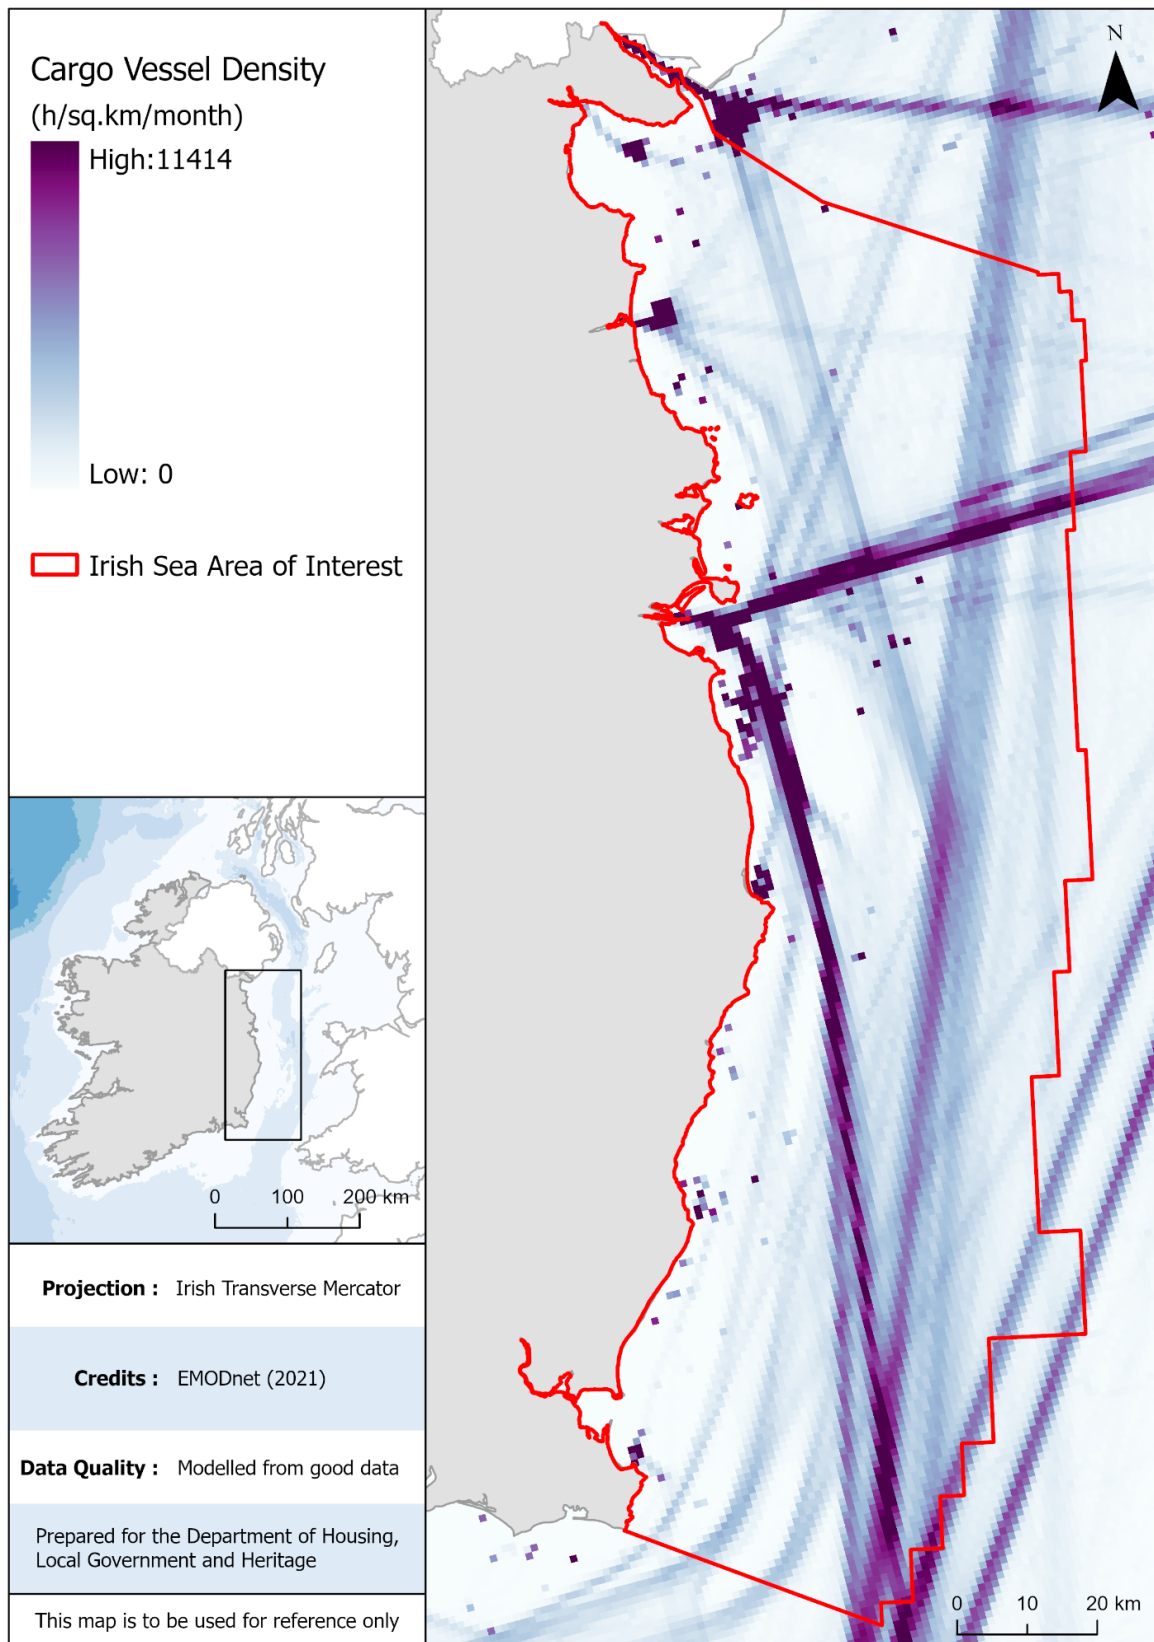 Cargo Vessel Density
(h/sq.km/month)
High:11414
Low: 0
Irish Sea Area of Interest
0 100 200 km
Projection : Irish Transverse Mercator
Credits : EMODnet (2021)
Data Quality : Modelled from good data
Prepared for the Department of Housing,
Local Government and Heritage
This map is to be used for reference only
N
0 10 20 km